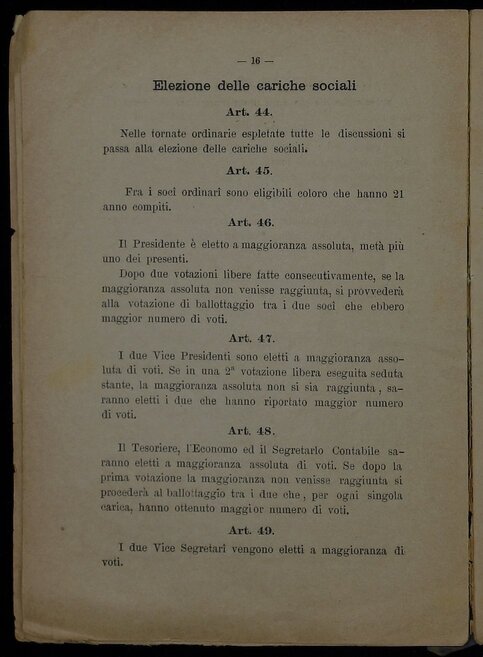 — 16 —
Elezione delle cariche sociali
Art. 44.
Nelle tornate ordinarie espletate tutte le discussioni si
passa alla elezione delle cariche sociali.
Art. 45.
Fra i socî ordinarî sono eligibili coloro che hanno 21
anno compiti.
Art. 46.
Il Presidente è eletto a maggioranza assoluta, metà più
uno dei presenti.
Dopo due votazioni libere fatte consecutivamente, se la
maggioranza assoluta non venisse raggiunta, si provvederà
alla votazione di ballottaggio tra i due socî che ebbero
maggior numero di voti.
Art. 47.
I due Vice Presidenti sono eletti a maggioranza asso-
luta di voti. Se in una 2ª votazione libera eseguita seduta
stante, la maggioranza assoluta non si sia raggiunta, sa-
ranno eletti i due che hanno riportato maggior numero
di voti.
Art. 48.
Il Tesoriere, l'Economo ed il Segretario Contabile sa-
ranno eletti a maggioranza assoluta di voti. Se dopo la
prima votazione la maggioranza non venisse raggiunta si
procederà al ballottaggio tra i due che, per ogni singola
carica, hanno ottenuto maggior numero di voti.
Art. 49.
I due Vice Segretarî vengono eletti a maggioranza di
voti.